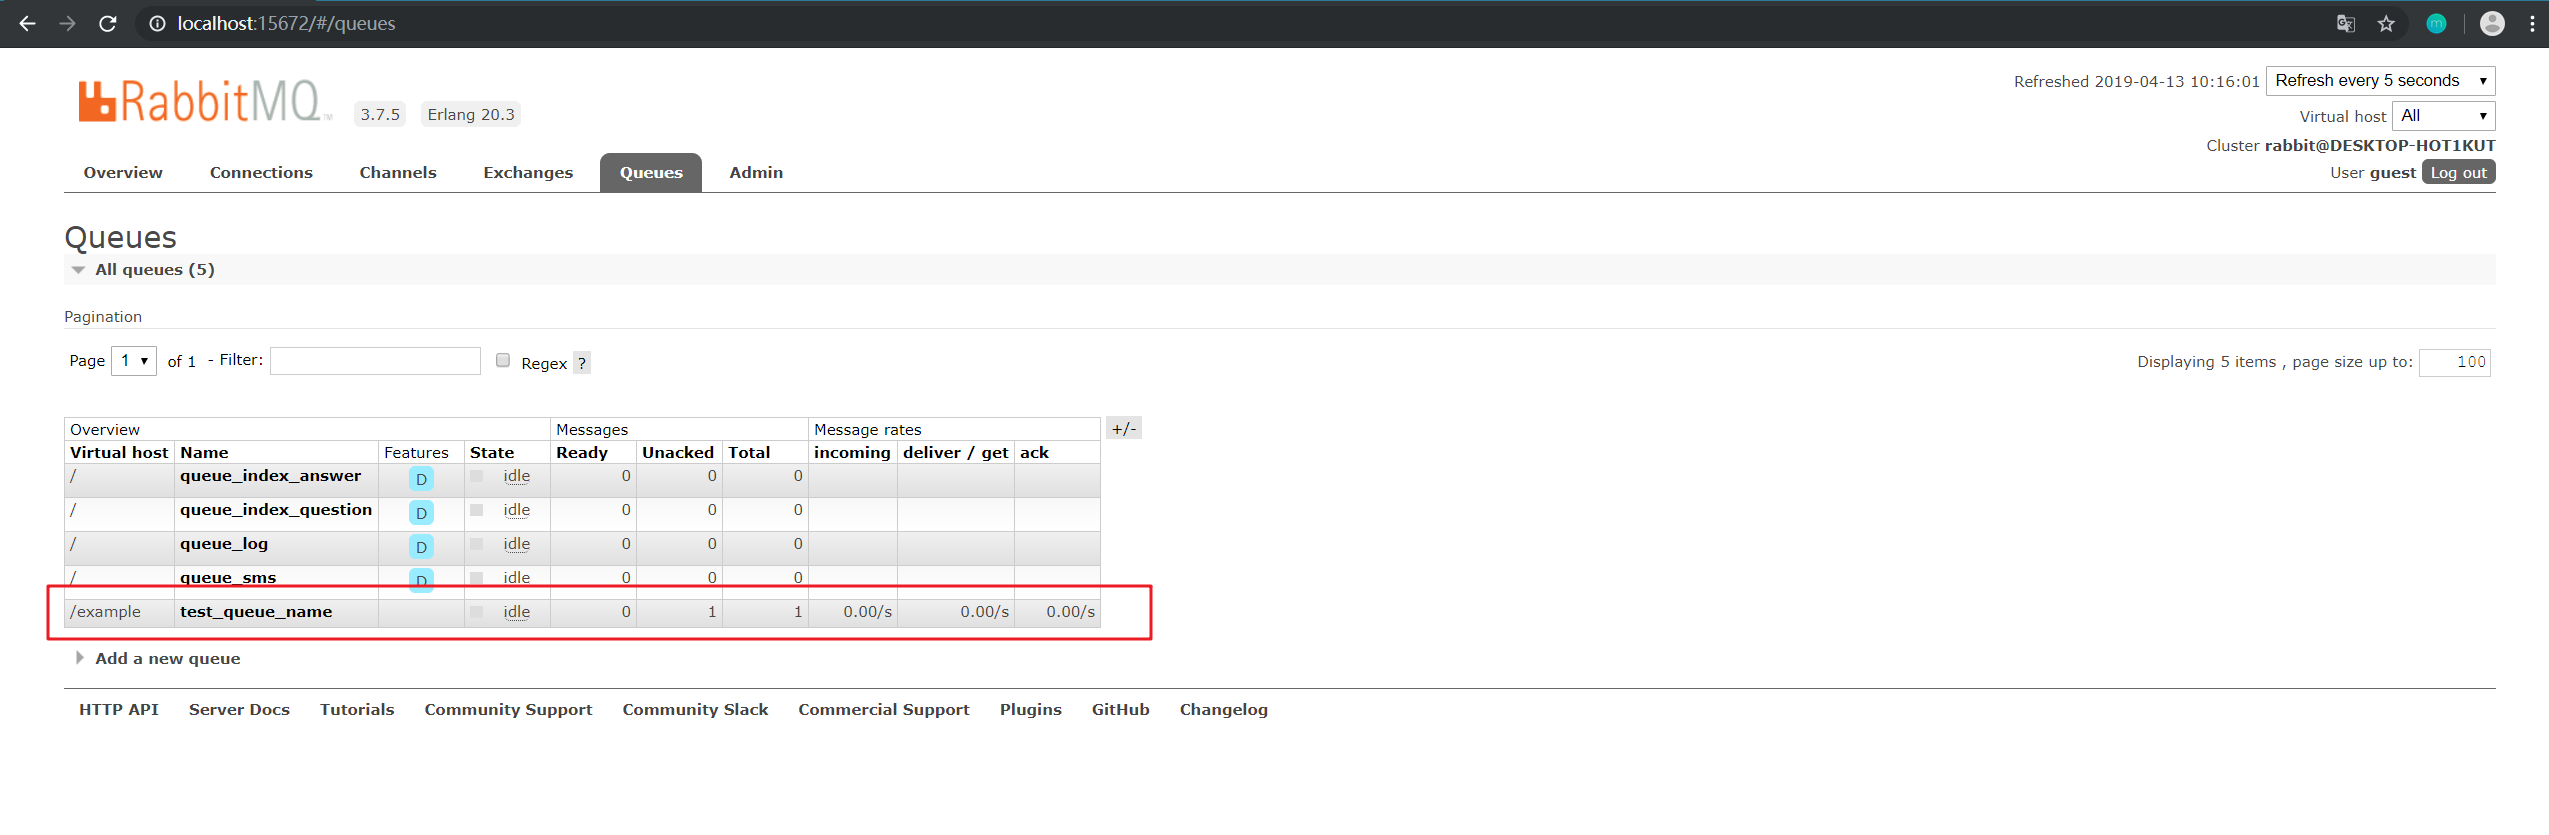 localhost:15672/#/queues
m
RabbitMQ TM 3.7.5 Erlang 20.3
Refreshed 2019-04-13 10:16:01 Refresh every 5 seconds
Virtual host All
Cluster rabbit@DESKTOP-HOT1KUT
User guest Log out
Overview Connections Channels Exchanges Queues Admin
Queues
All queues (5)
Pagination
Page 1 of 1 - Filter: Regex ? Displaying 5 items , page size up to: 100
Overview Messages Message rates +/-
Virtual host Name Features State Ready Unacked Total incoming deliver / get ack
/ queue_index_answer D idle 0 0 0
/ queue_index_question D idle 0 0 0
/ queue_log D idle 0 0 0
/ queue_sms D idle 0 0 0
/example test_queue_name idle 0 1 1 0.00/s 0.00/s 0.00/s
Add a new queue
HTTP API Server Docs Tutorials Community Support Community Slack Commercial Support Plugins GitHub Changelog